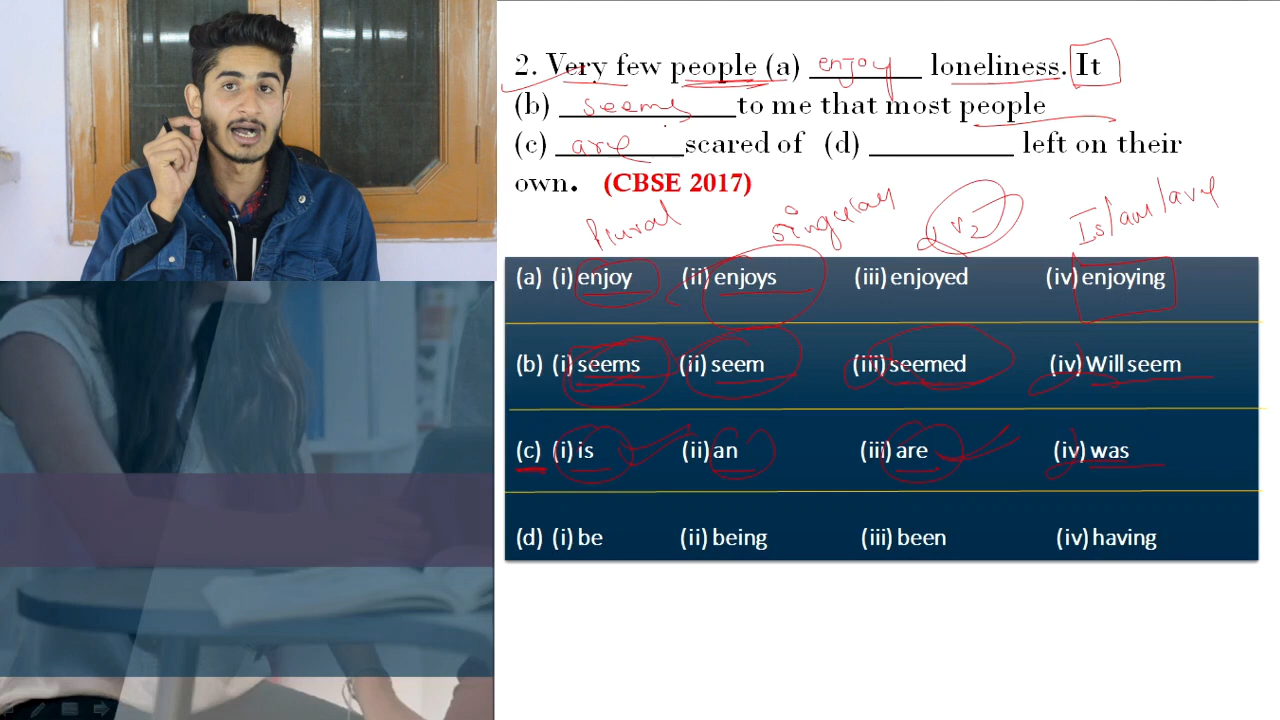 2. Very few people (a) enjoy loneliness. It
(b) seems to me that most people
(c) are scared of (d) __________ left on their
own. (CBSE 2017)
Plural singular V2 Is/am/are
(a) (i) enjoy (ii) enjoys (iii) enjoyed (iv) enjoying
(b) (i) seems (ii) seem (iii) seemed (iv) Will seem
(c) (i) is (ii) an (iii) are (iv) was
(d) (i) be (ii) being (iii) been (iv) having